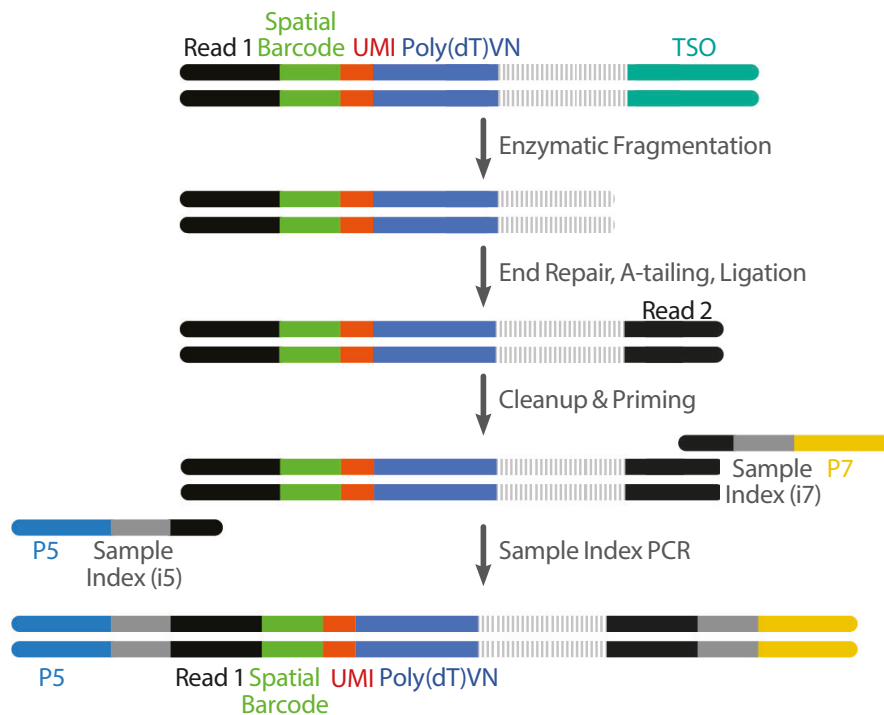 Spatial
Read 1 Barcode UMI Poly(dT)VN TSO
Enzymatic Fragmentation
End Repair, A-tailing, Ligation
Read 2
Cleanup & Priming
Sample P7
Index (i7)
P5 Sample
Index (i5)
Sample Index PCR
P5 Read 1 Spatial UMI Poly(dT)VN
Barcode